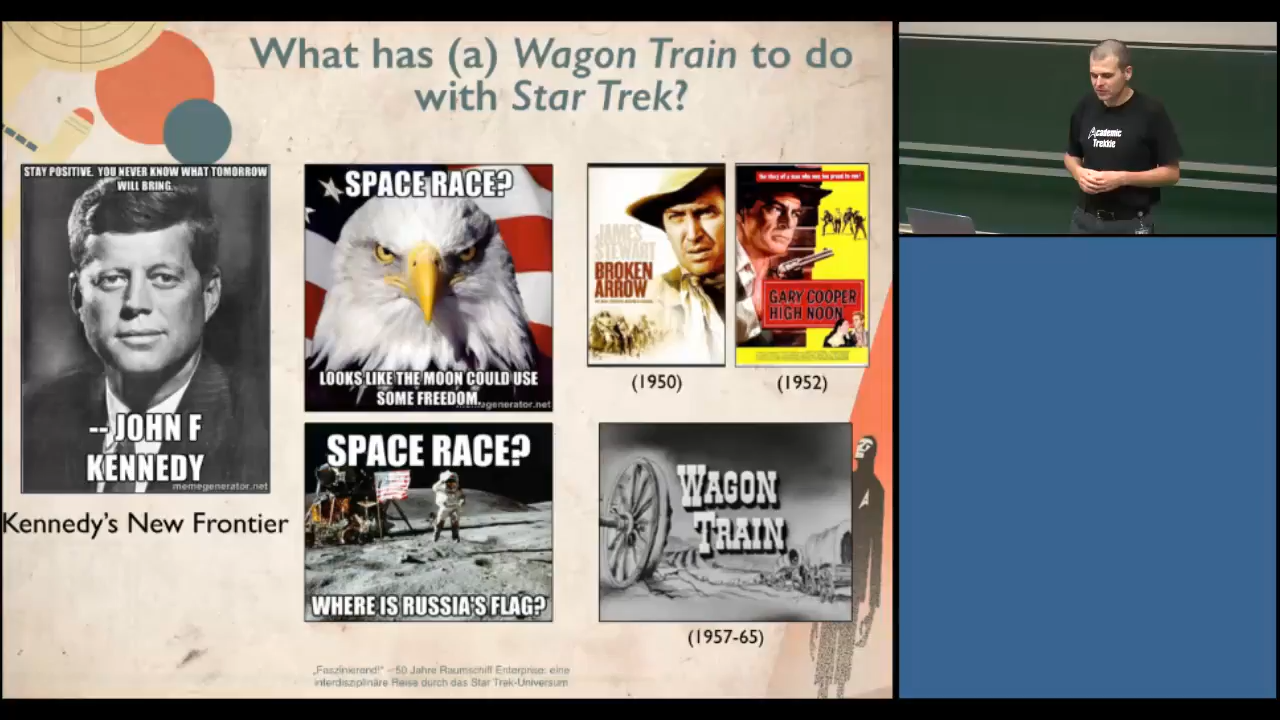 What has (a) Wagon Train to do
with Star Trek?
STAY POSITIVE. YOU NEVER KNOW WHAT TOMORROW
WILL BRING.
-- JOHN F
KENNEDY
memegenerator.net
Kennedy's New Frontier
SPACE RACE?
LOOKS LIKE THE MOON COULD USE
SOME FREEDOM.
memegenerator.net
SPACE RACE?
WHERE IS RUSSIA'S FLAG?
JAMES
STEWART
BROKEN
ARROW
(1950)
GARY COOPER
HIGH NOON
(1952)
WAGON
TRAIN
(1957-65)
„Faszinierend!" – 50 Jahre Raumschiff Enterprise: eine
interdisziplinäre Reise durch das Star Trek-Universum
Academic
Trekkie